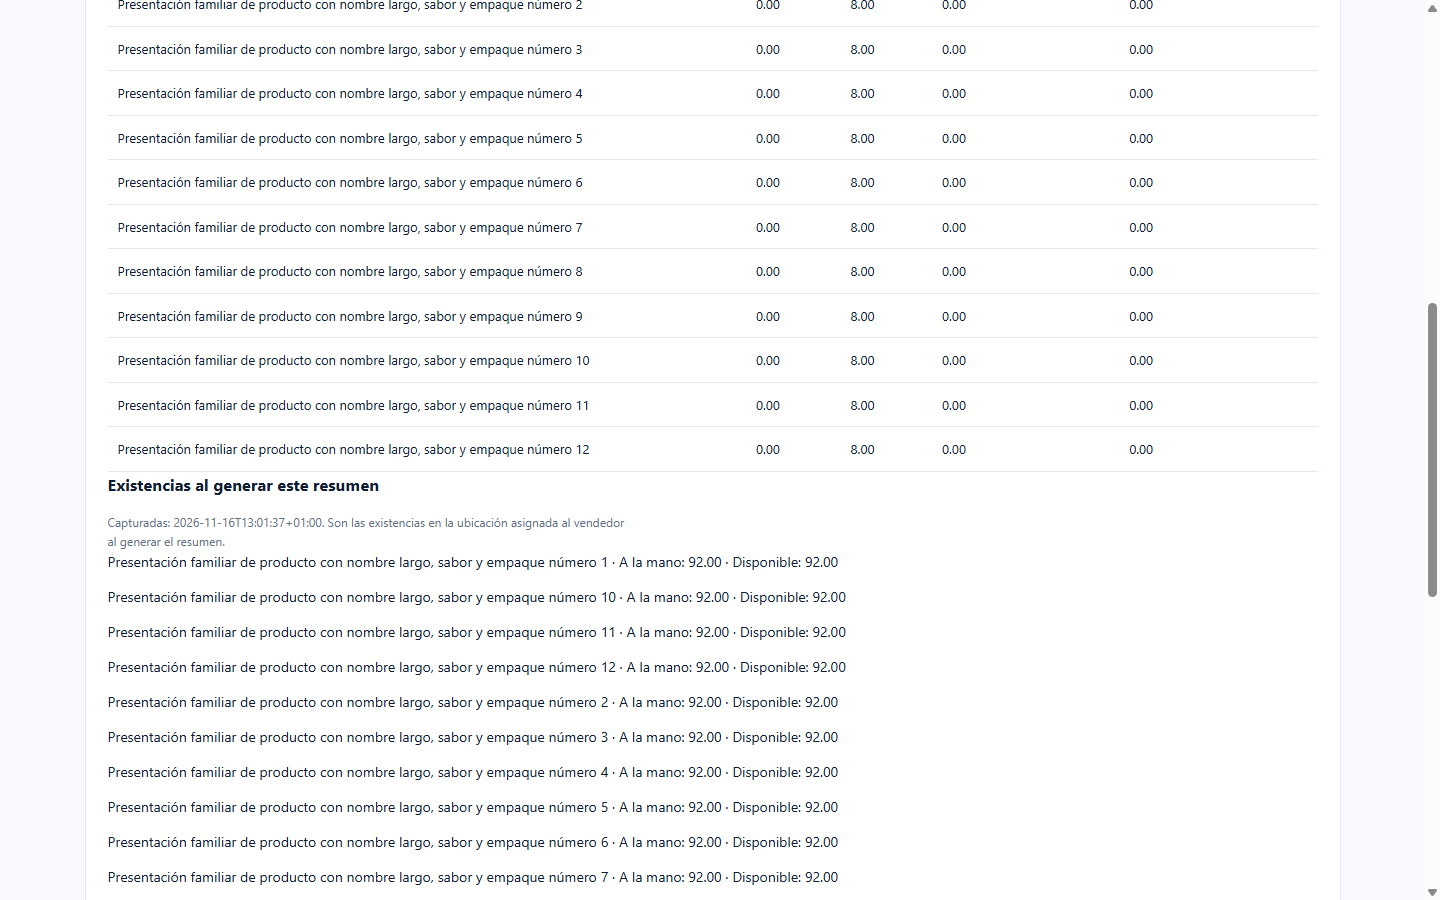 Presentación familiar de producto con nombre largo, sabor y empaque número 2 0.00 8.00 0.00 0.00
Presentación familiar de producto con nombre largo, sabor y empaque número 3 0.00 8.00 0.00 0.00
Presentación familiar de producto con nombre largo, sabor y empaque número 4 0.00 8.00 0.00 0.00
Presentación familiar de producto con nombre largo, sabor y empaque número 5 0.00 8.00 0.00 0.00
Presentación familiar de producto con nombre largo, sabor y empaque número 6 0.00 8.00 0.00 0.00
Presentación familiar de producto con nombre largo, sabor y empaque número 7 0.00 8.00 0.00 0.00
Presentación familiar de producto con nombre largo, sabor y empaque número 8 0.00 8.00 0.00 0.00
Presentación familiar de producto con nombre largo, sabor y empaque número 9 0.00 8.00 0.00 0.00
Presentación familiar de producto con nombre largo, sabor y empaque número 10 0.00 8.00 0.00 0.00
Presentación familiar de producto con nombre largo, sabor y empaque número 11 0.00 8.00 0.00 0.00
Presentación familiar de producto con nombre largo, sabor y empaque número 12 0.00 8.00 0.00 0.00
Existencias al generar este resumen
Capturadas: 2026-11-16T13:01:37+01:00. Son las existencias en la ubicación asignada al vendedor
al generar el resumen.
Presentación familiar de producto con nombre largo, sabor y empaque número 1 · A la mano: 92.00 · Disponible: 92.00
Presentación familiar de producto con nombre largo, sabor y empaque número 10 · A la mano: 92.00 · Disponible: 92.00
Presentación familiar de producto con nombre largo, sabor y empaque número 11 · A la mano: 92.00 · Disponible: 92.00
Presentación familiar de producto con nombre largo, sabor y empaque número 12 · A la mano: 92.00 · Disponible: 92.00
Presentación familiar de producto con nombre largo, sabor y empaque número 2 · A la mano: 92.00 · Disponible: 92.00
Presentación familiar de producto con nombre largo, sabor y empaque número 3 · A la mano: 92.00 · Disponible: 92.00
Presentación familiar de producto con nombre largo, sabor y empaque número 4 · A la mano: 92.00 · Disponible: 92.00
Presentación familiar de producto con nombre largo, sabor y empaque número 5 · A la mano: 92.00 · Disponible: 92.00
Presentación familiar de producto con nombre largo, sabor y empaque número 6 · A la mano: 92.00 · Disponible: 92.00
Presentación familiar de producto con nombre largo, sabor y empaque número 7 · A la mano: 92.00 · Disponible: 92.00